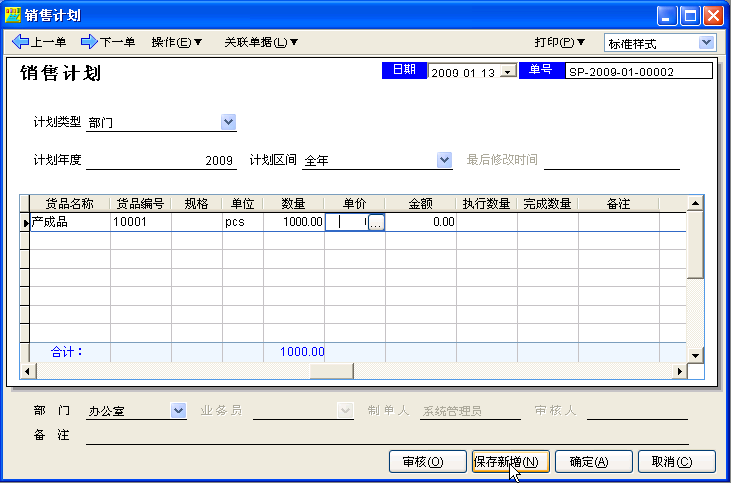 销售计划
上一单 下一单 操作(E)▼ 关联单据(L)▼ 打印(P)▼ 标准样式
销售计划 日期 2009 01 13 单号 SP-2009-01-00002
计划类型 部门
计划年度 2009 计划区间 全年 最后修改时间
货品名称 货品编号 规格 单位 数量 单价 金额 执行数量 完成数量 备注
产成品 10001 pcs 1000.00 ... 0.00
合计： 1000.00
部 门 办公室 业务员 制单人 系统管理员 审核人
备 注
审核(O) 保存新增(N) 确定(A) 取消(C)